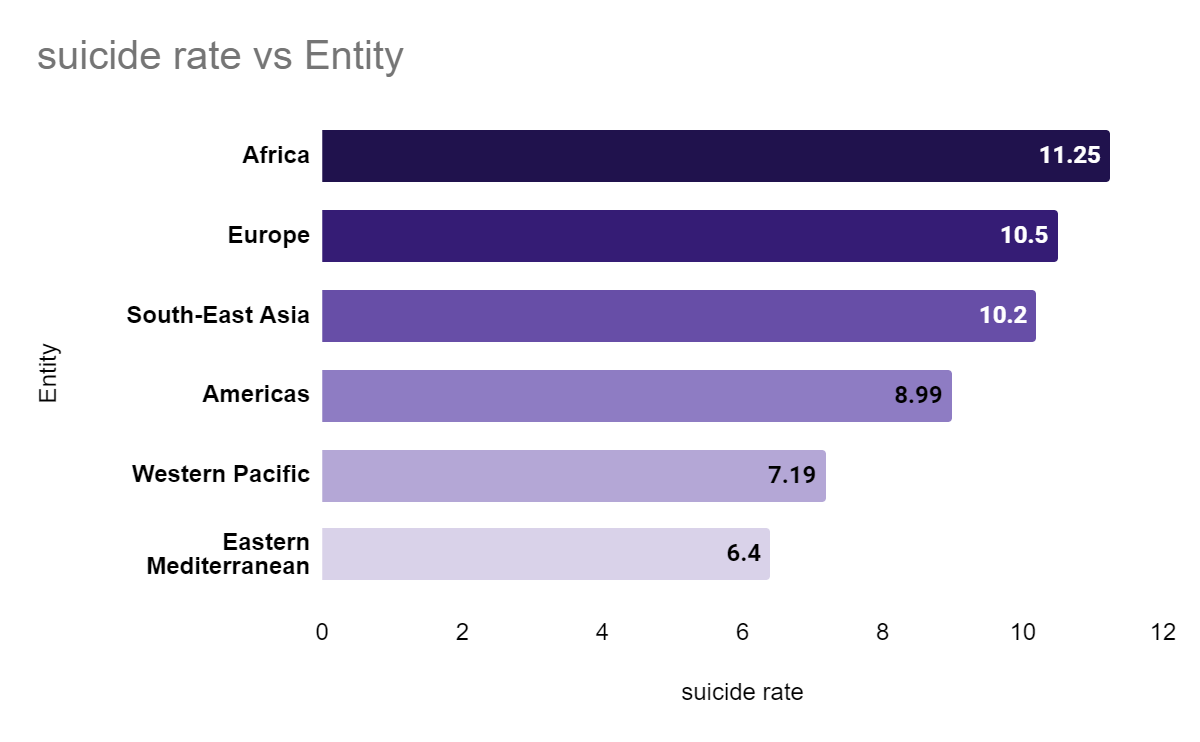 suicide rate vs Entity
Africa
11.25
Europe
10.5
South-East Asia
10.2
Entity
Americas
8.99
Western Pacific
7.19
Eastern
Mediterranean
6.4
0 2 4 6 8 10 12
suicide rate